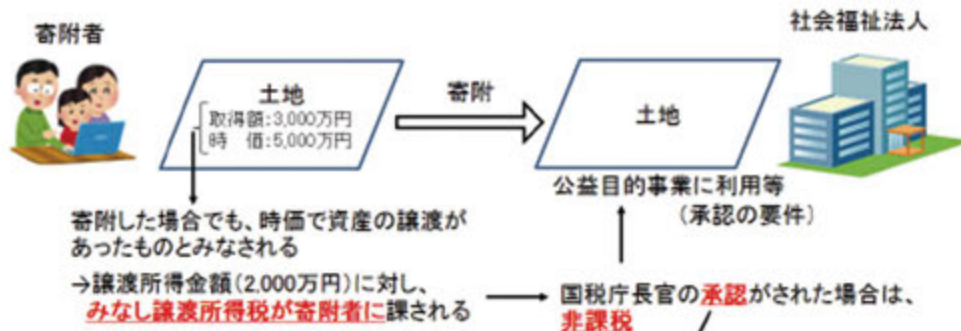 寄附者
社会福祉法人
土地
取得額:3,000万円
時 価:5,000万円
寄附
土地
公益目的事業に利用等
(承認の要件)
寄附した場合でも、時価で資産の譲渡が
あったものとみなされる
→譲渡所得金額(2,000万円)に対し、
みなし譲渡所得税が寄附者に課される
国税庁長官の承認がされた場合は、
非課税